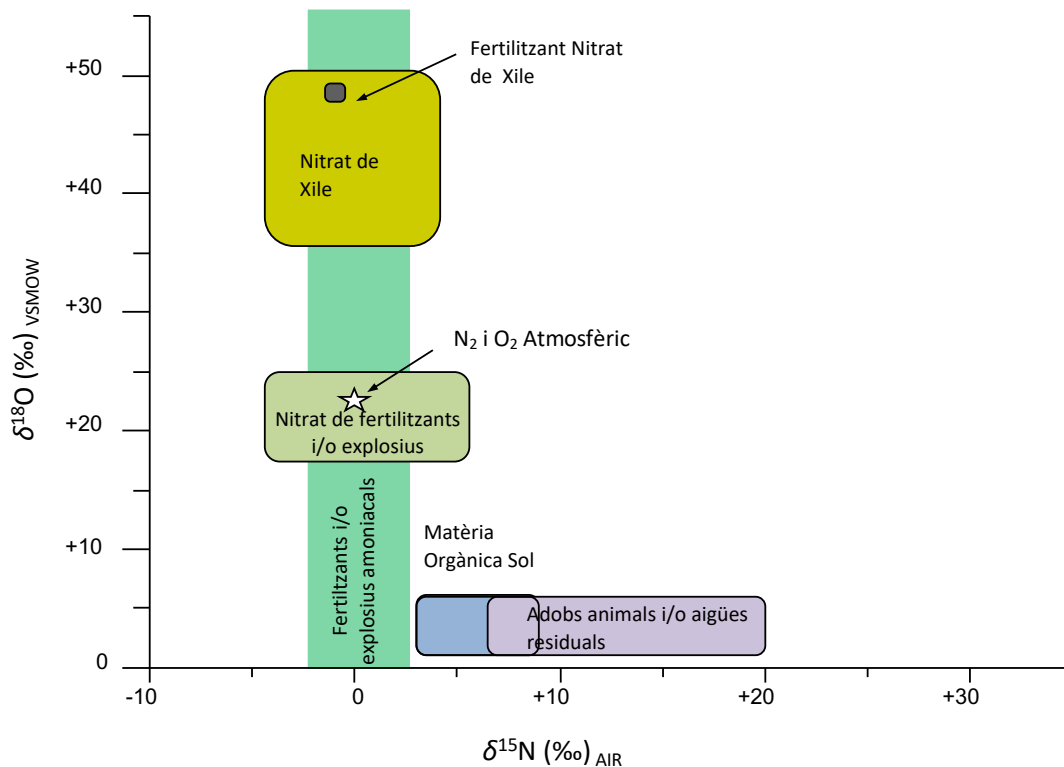 Fertilitzant Nitrat
de Xile
+50
Nitrat de
Xile
+40
+30
δ18O (‰) VSMOW
N2 i O2 Atmosfèric
+20
Nitrat de fertilitzants
i/o explosius
Fertiltzants i/o
explosius amoniacals
Matèria
Orgànica Sol
+10
Adobs animals i/o aigües
residuals
0
-10
0
+10
+20
+30
δ15N (‰) AIR